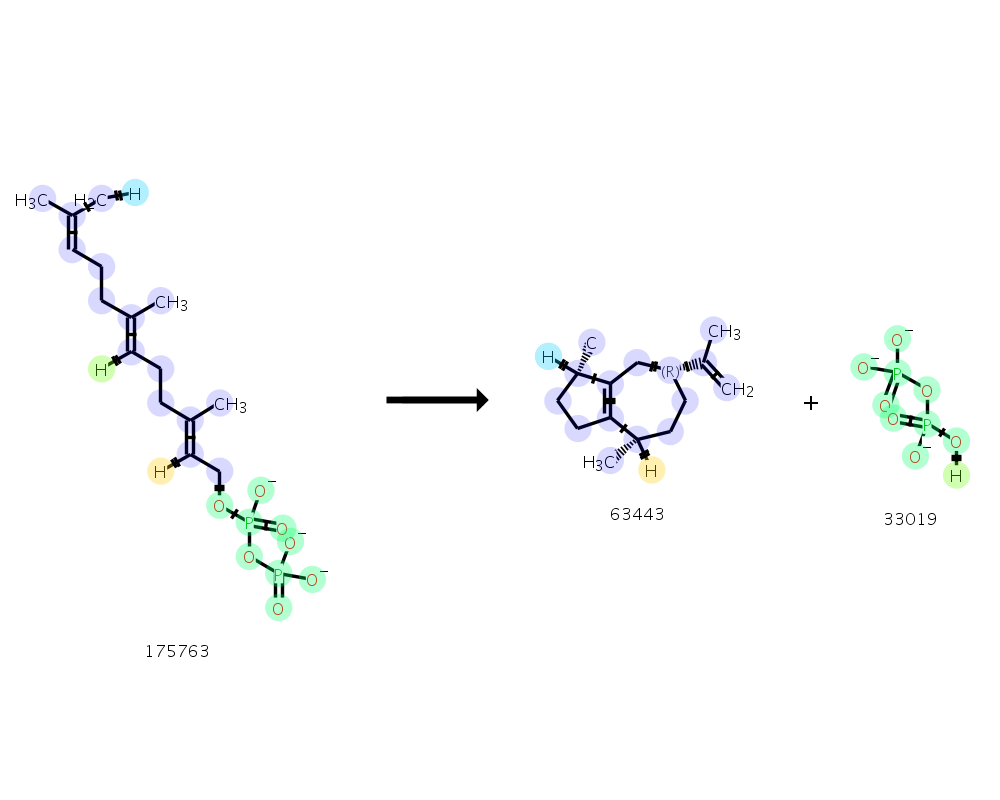 H₃C H₂C H
CH₃
H
CH₃
H
O O⁻
P O O⁻
O P O⁻
O
175763
H C CH₃
(R) CH₂
H₃C H
63443
+
O⁻
O⁻ P O
O O P O
O⁻ H
33019